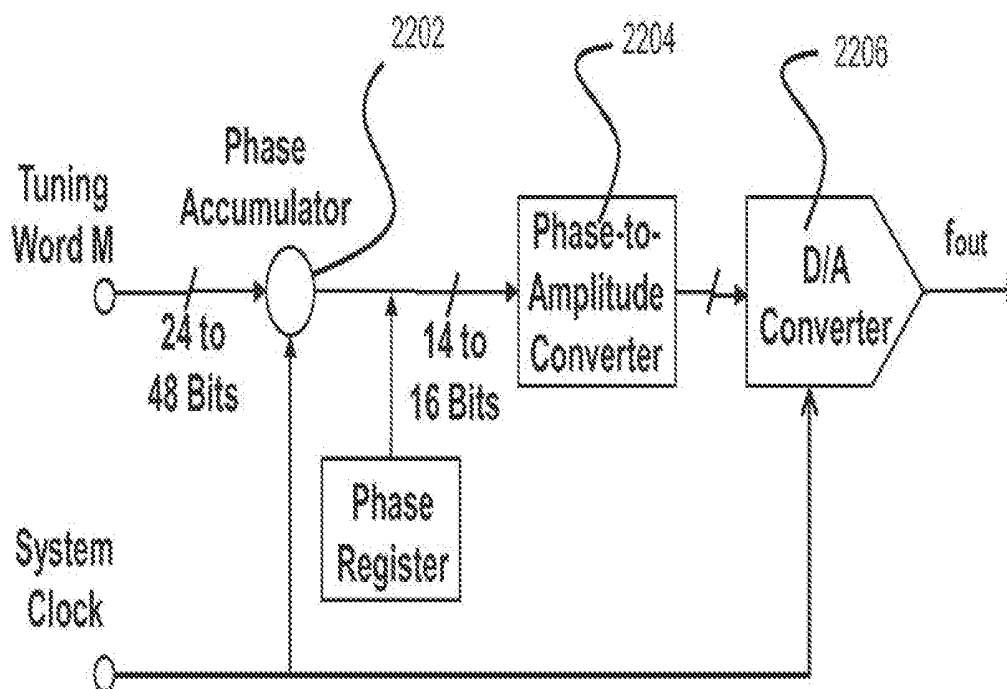 2202
2204
2206
Phase
Accumulator
Tuning
Word M
24 to
48 Bits
14 to
16 Bits
Phase-to-
Amplitude
Converter
D/A
Converter
fout
Phase
Register
System
Clock